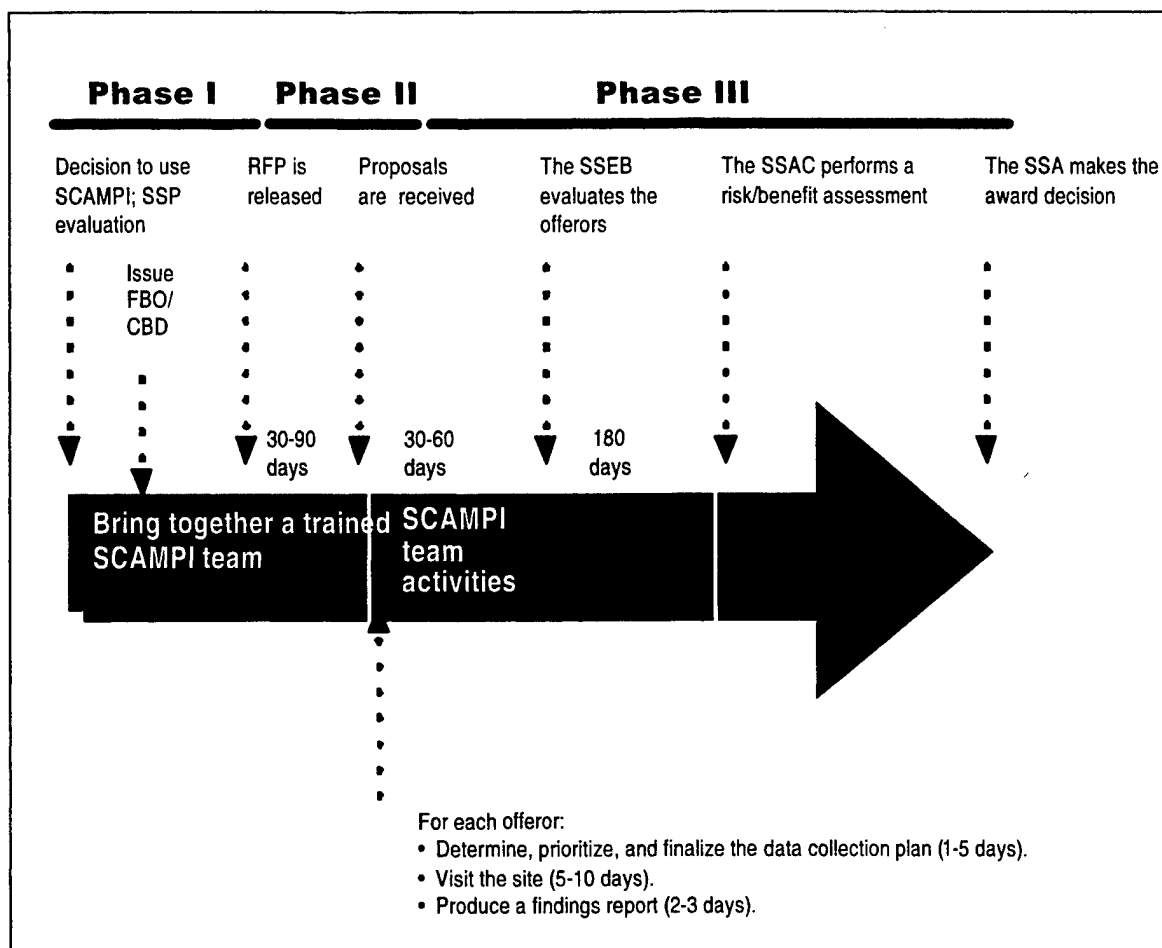 Phase I
Phase II
Phase III
Decision to use
SCAMPI; SSP
evaluation
RFP is
released
Proposals
are received
The SSEB
evaluates the
offerors
The SSAC performs a
risk/benefit assessment
The SSA makes the
award decision
Issue
FBO/
CBD
30-90
days
30-60
days
180
days
Bring together a trained
SCAMPI team
SCAMPI
team
activities
For each offeror:
• Determine, prioritize, and finalize the data collection plan (1-5 days).
• Visit the site (5-10 days).
• Produce a findings report (2-3 days).